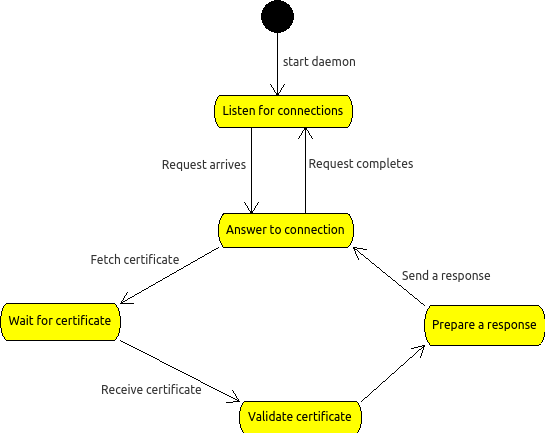 start daemon
Listen for connections
Request arrives
Request completes
Answer to connection
Fetch certificate
Send a response
Wait for certificate
Prepare a response
Receive certificate
Validate certificate